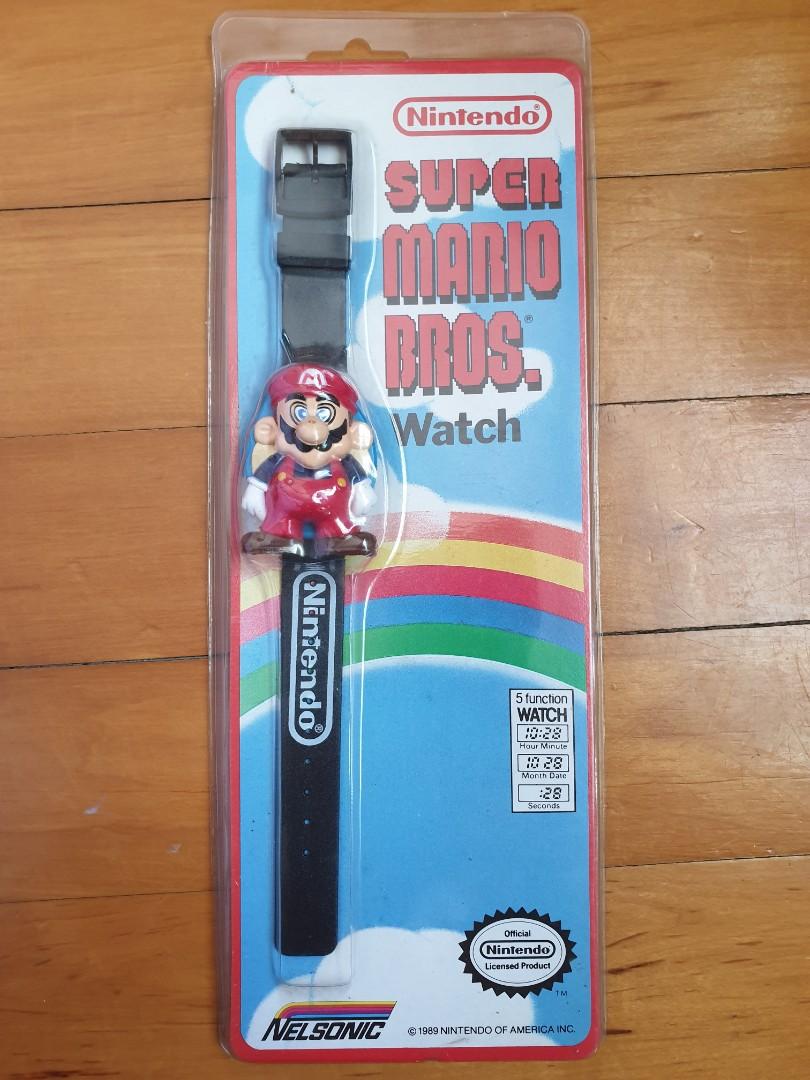 Nintendo®
SUPER
MARIO
BROS.®
Watch
M
Nintendo®
5 function
WATCH
10:28
Hour Minute
10 28
Month Date
:28
Seconds
Official
Nintendo
Licensed Product
TM
NELSONIC
© 1989 NINTENDO OF AMERICA INC.